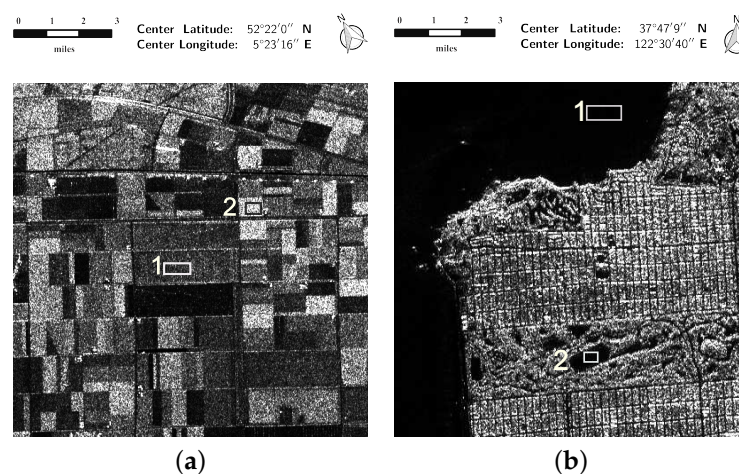 0 1 2 3
miles
Center Latitude: 52°22′0′′ N
Center Longitude: 5°23′16′′ E
N
0 1 2 3
miles
Center Latitude: 37°47′9′′ N
Center Longitude: 122°30′40′′ E
N
2
1
1
2
(a)
(b)